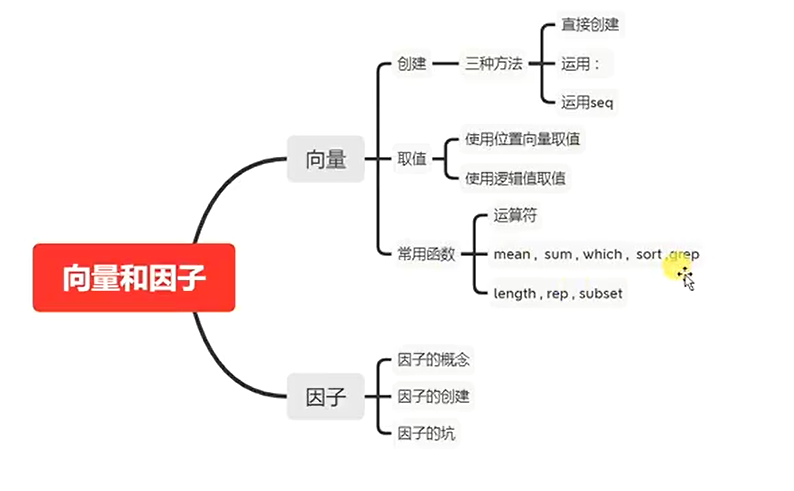 向量和因子
向量
创建
三种方法
直接创建
运用：
运用seq
取值
使用位置向量取值
使用逻辑值取值
常用函数
运算符
mean，sum，which，sort ,grep
length , rep , subset
因子
因子的概念
因子的创建
因子的坑